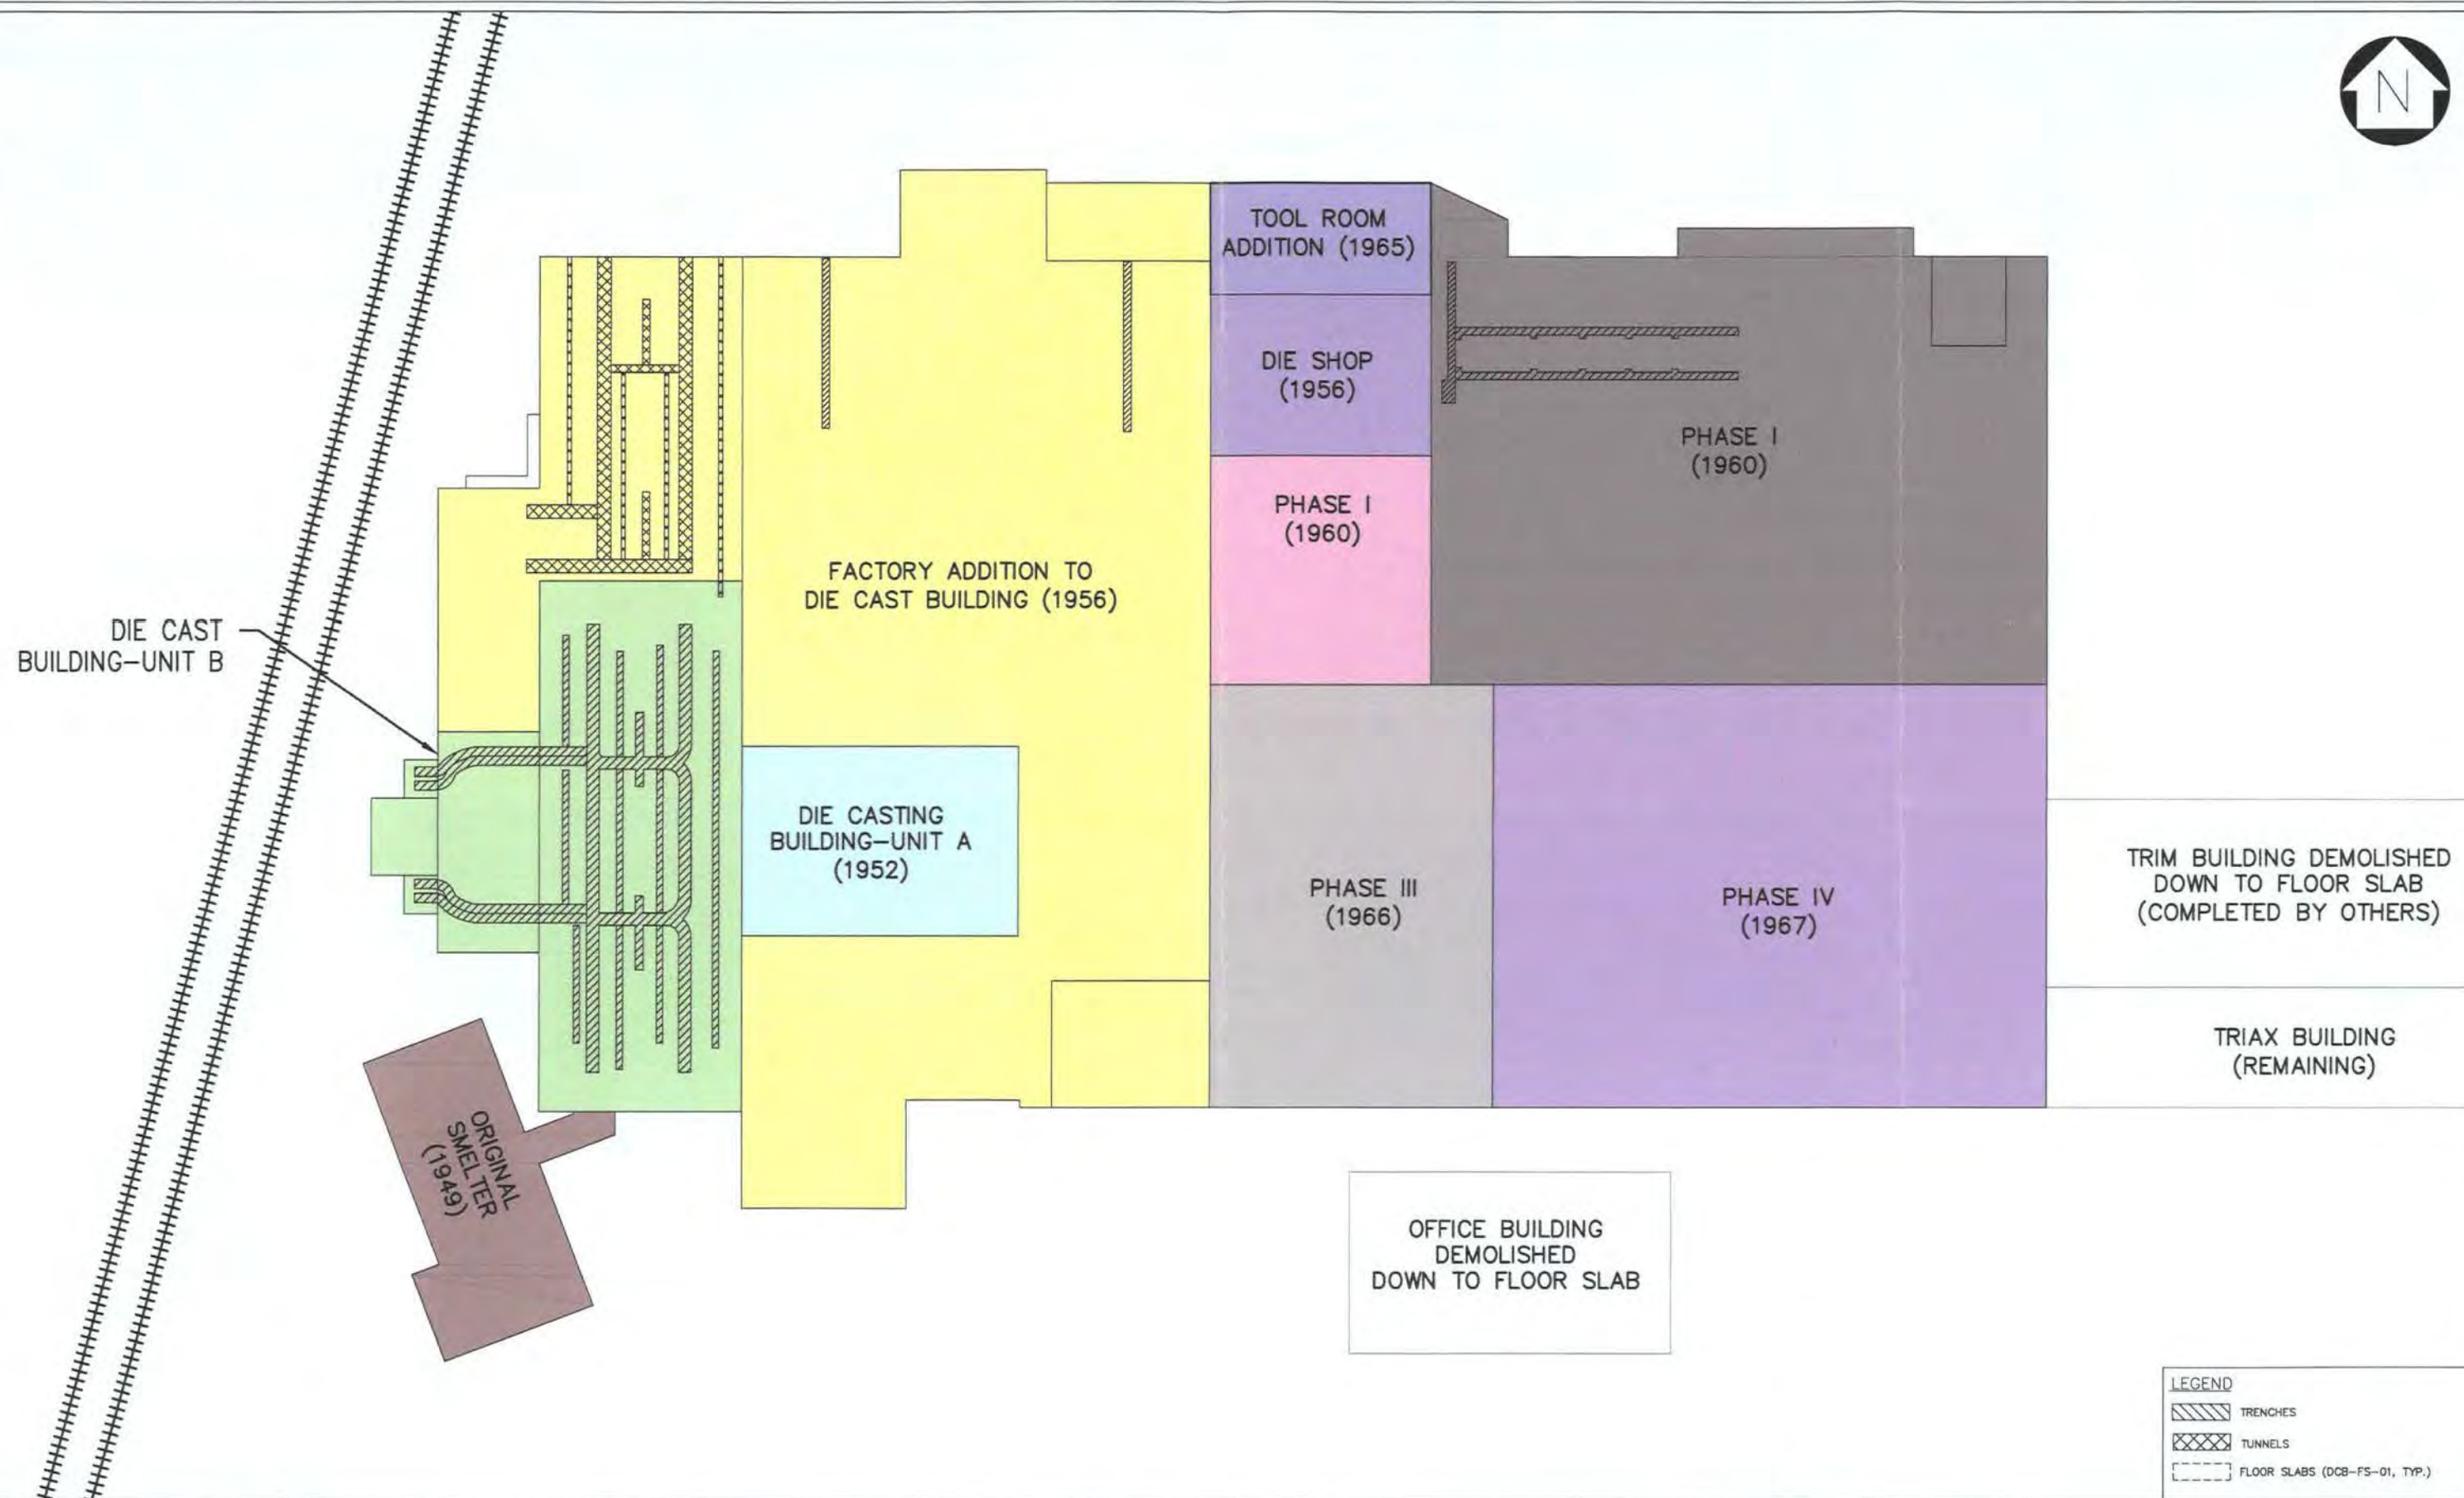 N
TOOL ROOM
ADDITION (1965)
DIE SHOP
(1956)
PHASE I
(1960)
PHASE I
(1960)
FACTORY ADDITION TO
DIE CAST BUILDING (1956)
DIE CAST
BUILDING-UNIT B
DIE CASTING
BUILDING-UNIT A
(1952)
PHASE III
(1966)
PHASE IV
(1967)
TRIM BUILDING DEMOLISHED
DOWN TO FLOOR SLAB
(COMPLETED BY OTHERS)
TRIAX BUILDING
(REMAINING)
ORIGINAL
SMELTER
(1949)
OFFICE BUILDING
DEMOLISHED
DOWN TO FLOOR SLAB
LEGEND
TRENCHES
TUNNELS
FLOOR SLABS (DCB-FS-01, TYP.)